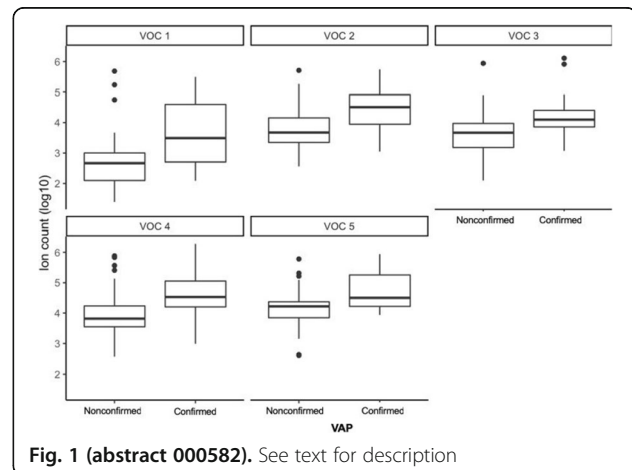 VOC 1
VOC 2
VOC 3
6
5
4
3
2
Ion count (log10)
Nonconfirmed
Confirmed
VOC 4
VOC 5
6
5
4
3
2
Nonconfirmed
Confirmed
Nonconfirmed
Confirmed
VAP
Fig. 1 (abstract 000582). See text for description